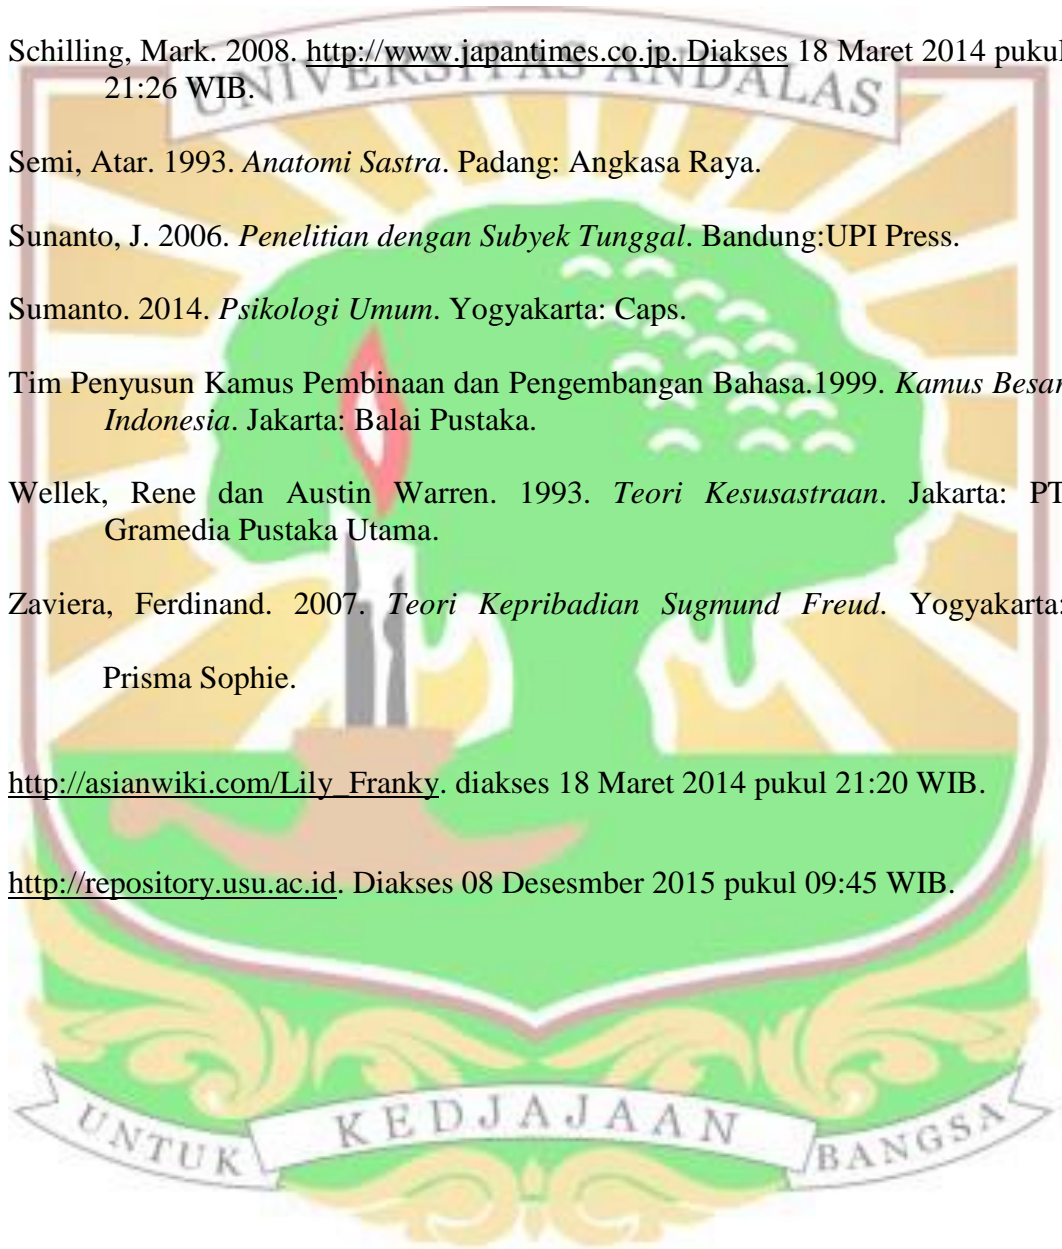 Schilling, Mark. 2008. http://www.japantimes.co.jp. Diakses 18 Maret 2014 pukul
21:26 WIB.
UNIVERSITAS ANDALAS
Semi, Atar. 1993. Anatomi Sastra. Padang: Angkasa Raya.
Sunanto, J. 2006. Penelitian dengan Subyek Tunggal. Bandung:UPI Press.
Sumanto. 2014. Psikologi Umum. Yogyakarta: Caps.
Tim Penyusun Kamus Pembinaan dan Pengembangan Bahasa.1999. Kamus Besar
Indonesia. Jakarta: Balai Pustaka.
Wellek, Rene dan Austin Warren. 1993. Teori Kesusastraan. Jakarta: PT
Gramedia Pustaka Utama.
Zaviera, Ferdinand. 2007. Teori Kepribadian Sugmund Freud. Yogyakarta:
Prisma Sophie.
http://asianwiki.com/Lily_Franky. diakses 18 Maret 2014 pukul 21:20 WIB.
http://repository.usu.ac.id. Diakses 08 Desesmber 2015 pukul 09:45 WIB.
UNTUK KEDJAJAAN BANGSA